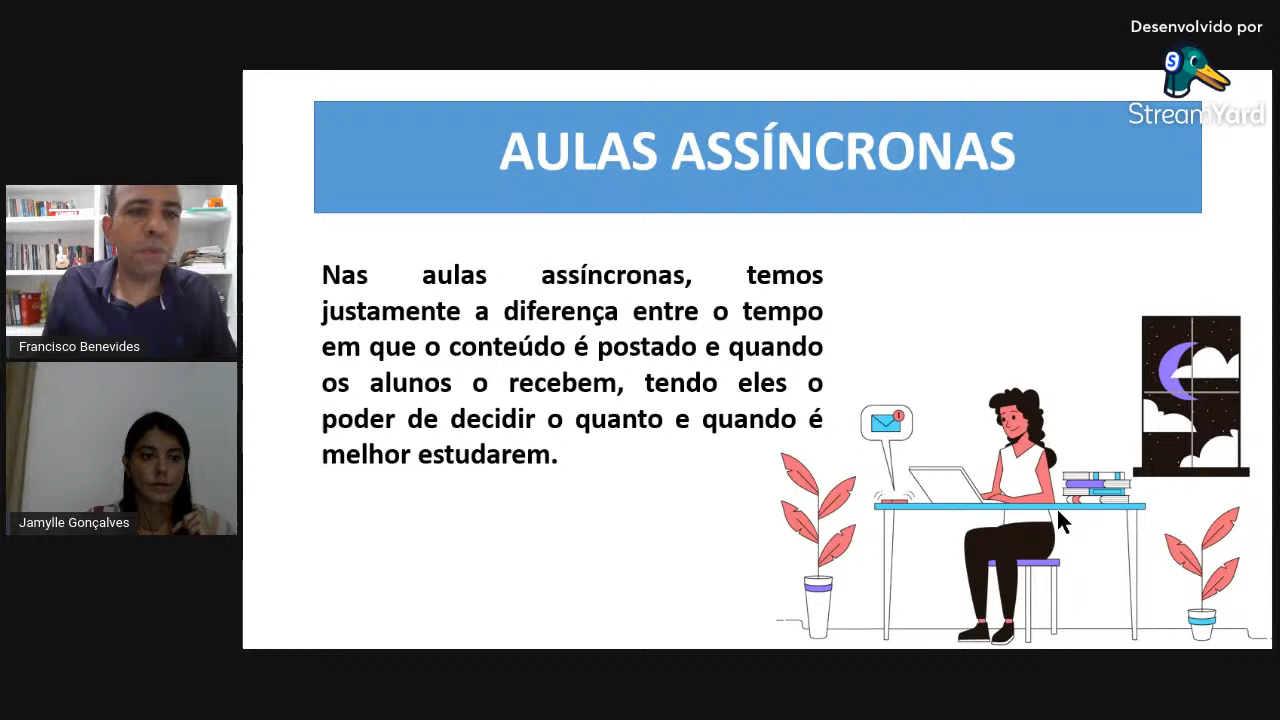 Desenvolvido por
S
StreamYard
AULAS ASSÍNCRONAS
Nas aulas assíncronas, temos
justamente a diferença entre o tempo
em que o conteúdo é postado e quando
os alunos o recebem, tendo eles o
poder de decidir o quanto e quando é
melhor estudarem.
1
Francisco Benevides
Jamylle Gonçalves